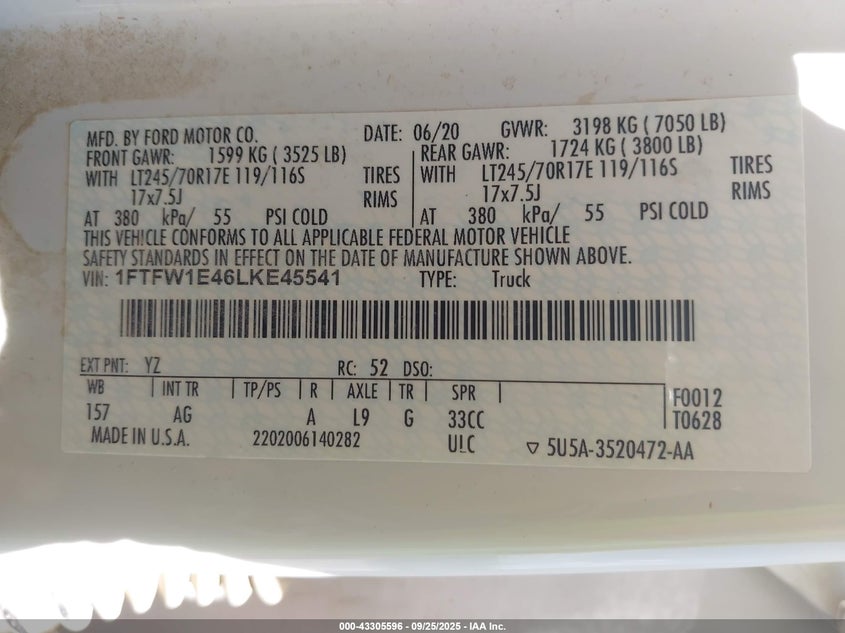 MFD. BY FORD MOTOR CO. DATE: 06/20 GVWR: 3198 KG ( 7050 LB)
FRONT GAWR: 1599 KG ( 3525 LB) REAR GAWR: 1724 KG ( 3800 LB)
WITH LT245/70R17E 119/116S TIRES WITH LT245/70R17E 119/116S TIRES
17x7.5J RIMS 17x7.5J RIMS
AT 380 kPa/ 55 PSI COLD AT 380 kPa/ 55 PSI COLD
THIS VEHICLE CONFORMS TO ALL APPLICABLE FEDERAL MOTOR VEHICLE
SAFETY STANDARDS IN EFFECT ON THE DATE OF MANUFACTURE SHOWN ABOVE.
VIN: 1FTFW1E46LKE45541 TYPE: Truck
EXT PNT: YZ RC: 52 DSO:
WB INT TR TP/PS R AXLE TR SPR F0012
157 AG A L9 G 33CC T0628
MADE IN U.S.A. 2202006140282 ULC ▽ 5U5A-3520472-AA
000-43305596 - 09/25/2025 - IAA Inc.